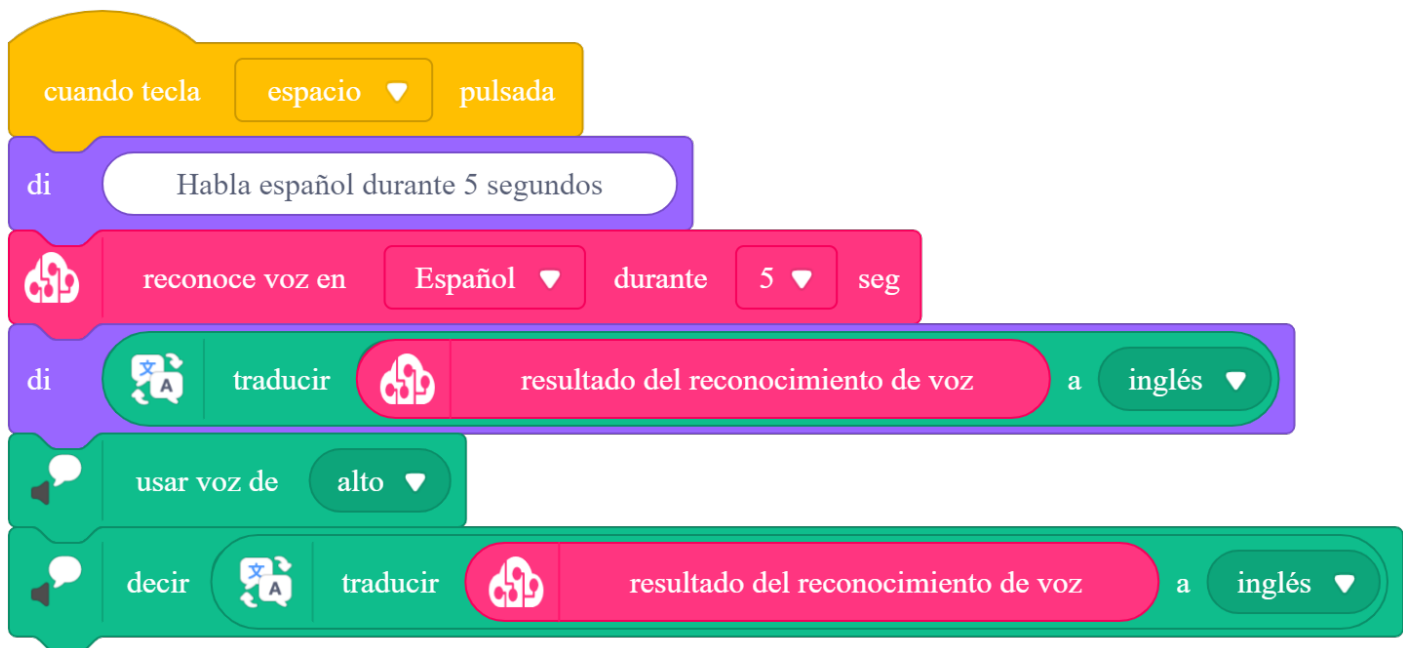 cuando tecla espacio pulsada
di Habla español durante 5 segundos
reconoce voz en Español durante 5 seg
di traducir resultado del reconocimiento de voz a inglés
usar voz de alto
decir traducir resultado del reconocimiento de voz a inglés